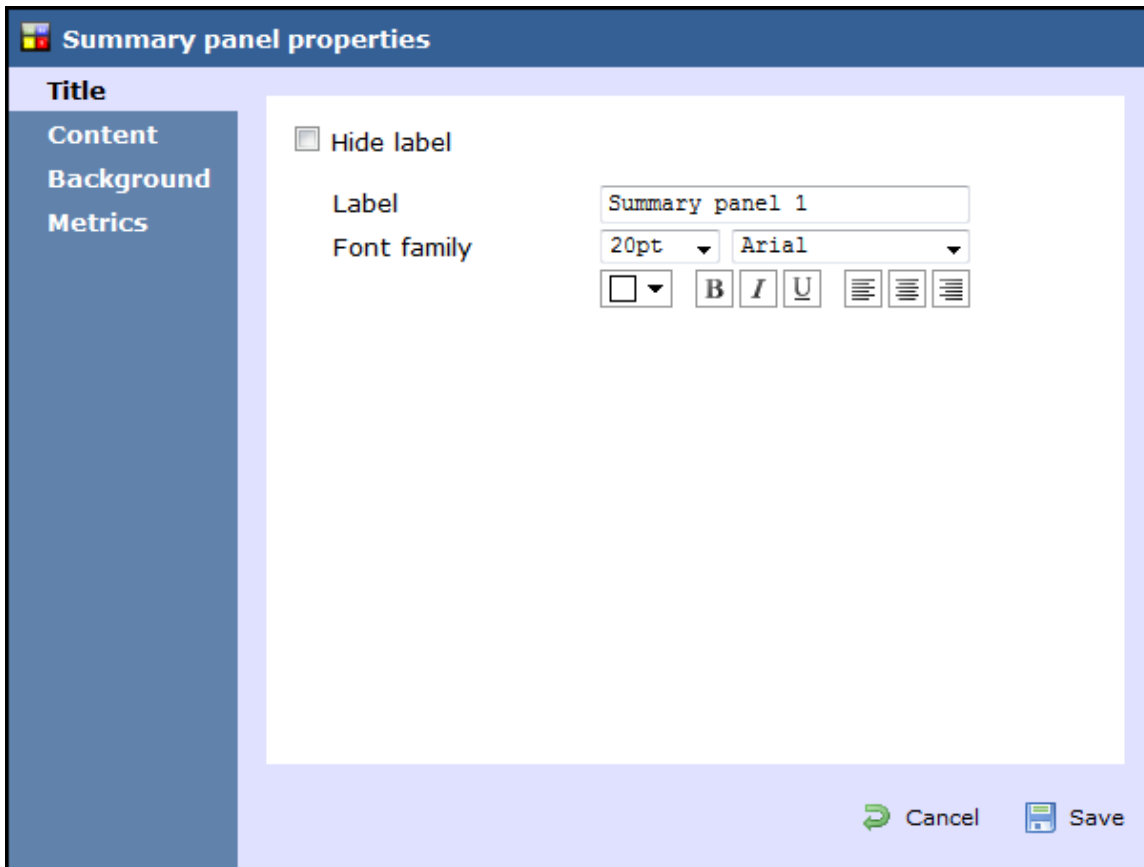 Summary panel properties
Title
Content
Background
Metrics
Hide label
Label
Summary panel 1
Font family
20pt
Arial
B I U
Cancel
Save